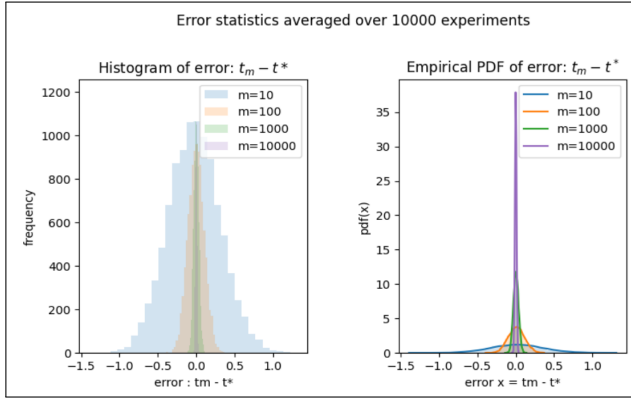 Error statistics averaged over 10000 experiments
Histogram of error: t_m − t*
Empirical PDF of error: t_m − t*
1200
1000
800
600
400
200
0
frequency
m=10
m=100
m=1000
m=10000
−1.5 −1.0 −0.5 0.0 0.5 1.0
error : tm - t*
35
30
25
20
15
10
5
0
pdf(x)
m=10
m=100
m=1000
m=10000
−1.5 −1.0 −0.5 0.0 0.5 1.0
error x = tm - t*